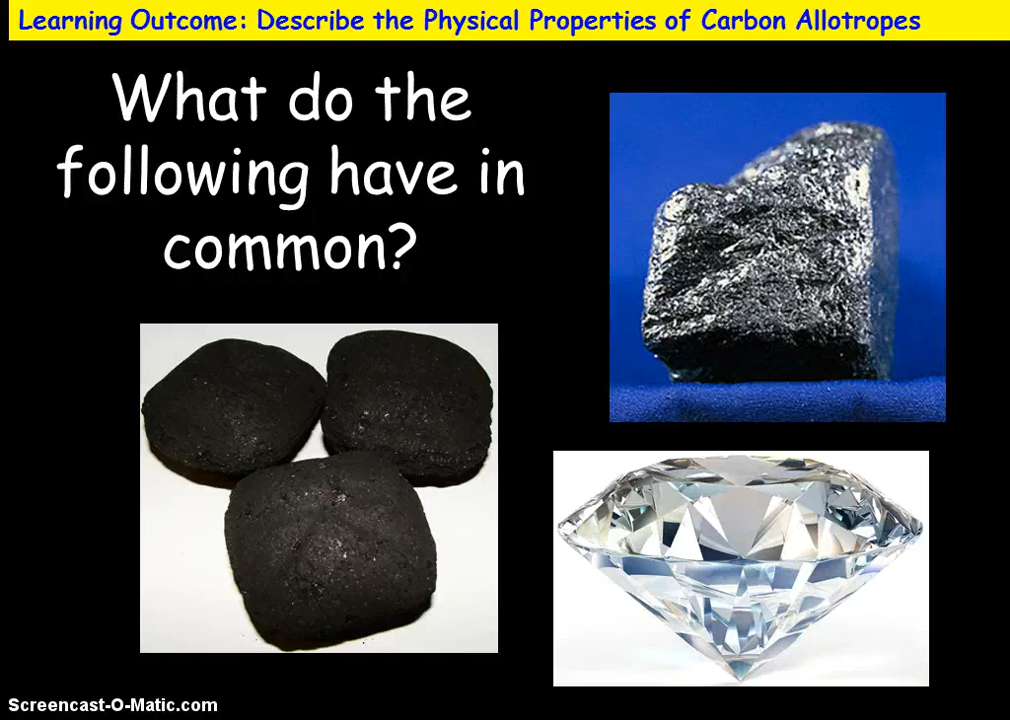 Learning Outcome: Describe the Physical Properties of Carbon Allotropes
What do the
following have in
common?
Screencast-O-Matic.com